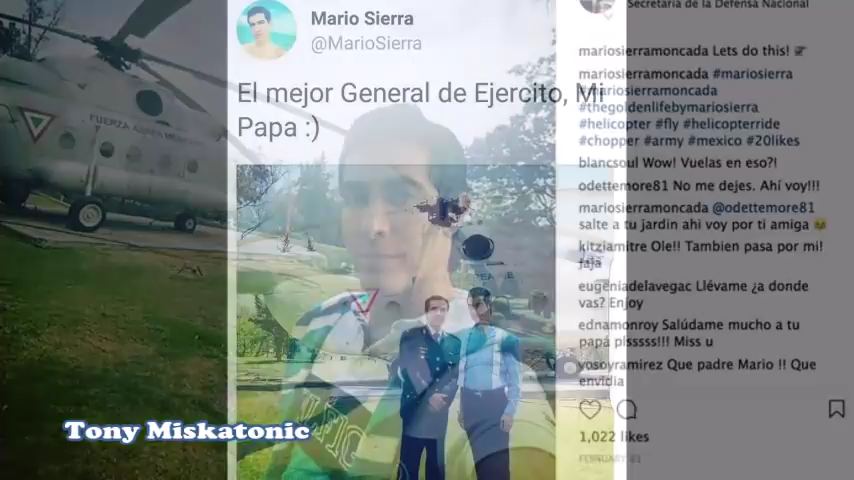 Mario Sierra
@MarioSierra
El mejor General de Ejercito, Mi
Papa :)
FUERZA AEREA MEXICANA
Secretaría de la Defensa Nacional
mariosierramoncada Lets do this!
mariosierramoncada #mariosierra
#mariosierramoncada
#thegoldenlifebymariosierra
#helicopter #fly #helicopterride
#chopper #army #mexico #20likes
blancsoul Wow! Vuelas en eso?!
odettemore81 No me dejes. Ahí voy!!!
mariosierramoncada @odettemore81
salte a tu jardin ahi voy por ti amiga
kitziamitre Ole!! Tambien pasa por mi!
jaja
eugeniadelavegac Llévame ¿a donde
vas? Enjoy
ednamonroy Salúdame mucho a tu
papá pisssss!!! Miss u
yosoyramirez Que padre Mario !! Que
envidia
1,022 likes
Tony Miskatonic